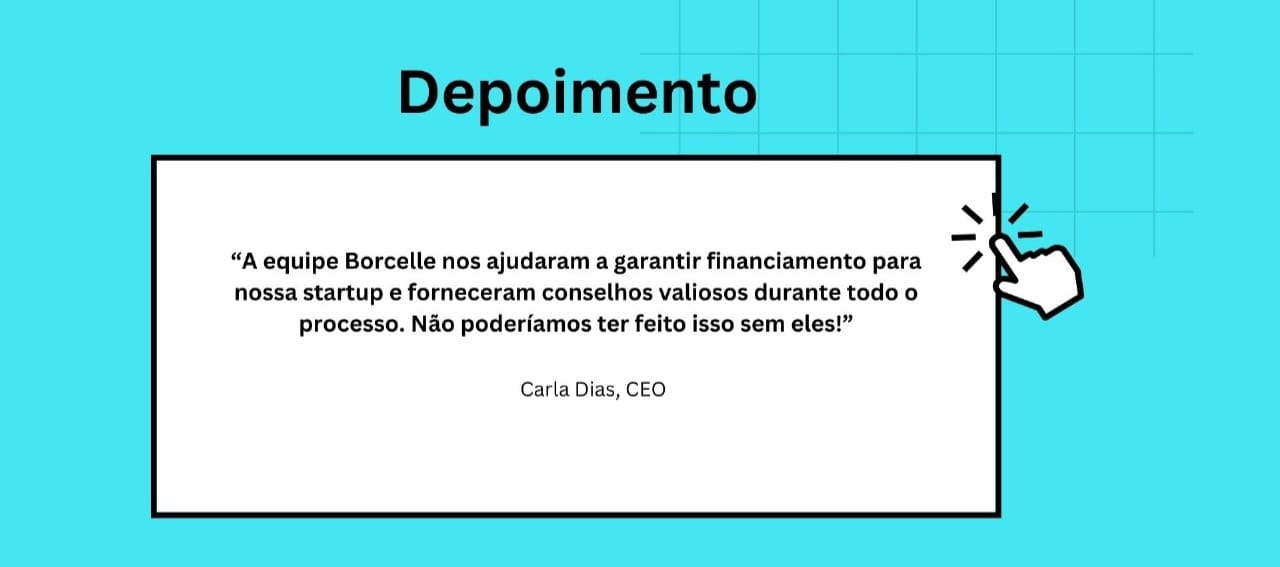 Depoimento
“A equipe Borcelle nos ajudaram a garantir financiamento para
nossa startup e forneceram conselhos valiosos durante todo o
processo. Não poderíamos ter feito isso sem eles!”
Carla Dias, CEO